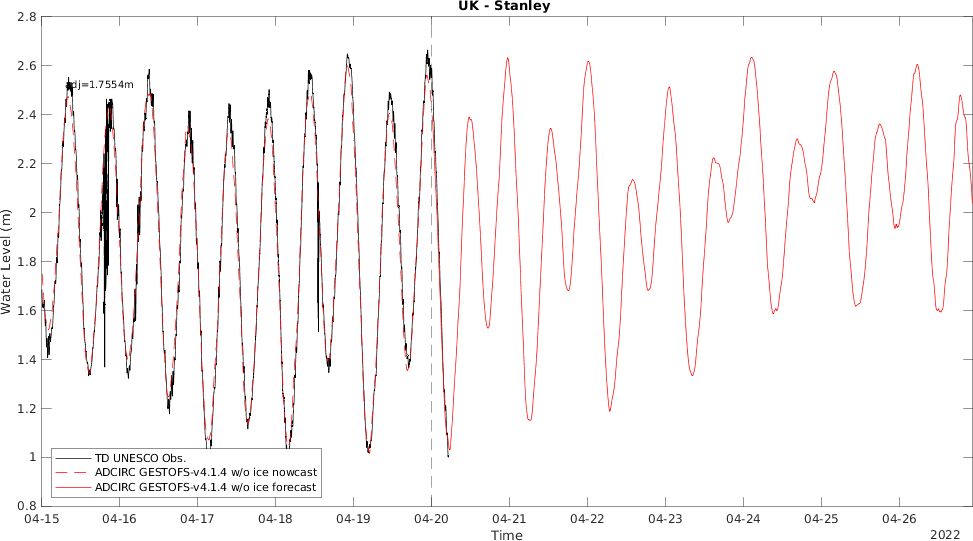 UK - Stanley
2.8
2.6
2.4
2.2
2
1.8
1.6
1.4
1.2
1
0.8
Water Level (m)
dj=1.7554m
TD UNESCO Obs.
ADCIRC GESTOFS-v4.1.4 w/o ice nowcast
ADCIRC GESTOFS-v4.1.4 w/o ice forecast
04-15 04-16 04-17 04-18 04-19 04-20 04-21 04-22 04-23 04-24 04-25 04-26
Time
2022